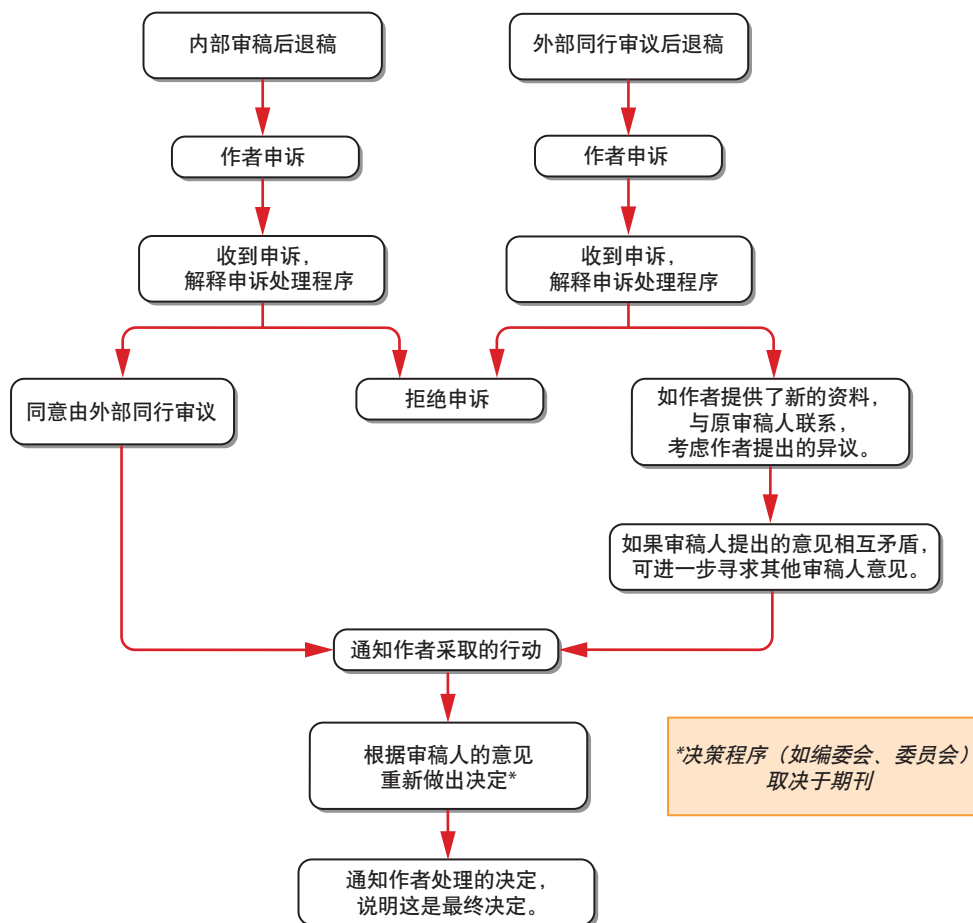 内部审稿后退稿
外部同行审议后退稿
作者申诉
作者申诉
收到申诉，
解释申诉处理程序
收到申诉，
解释申诉处理程序
同意由外部同行审议
拒绝申诉
如作者提供了新的资料，
与原审稿人联系，
考虑作者提出的异议。
如果审稿人提出的意见相互矛盾，
可进一步寻求其他审稿人意见。
通知作者采取的行动
根据审稿人的意见
重新做出决定*
*决策程序（如编委会、委员会）
取决于期刊
通知作者处理的决定，
说明这是最终决定。